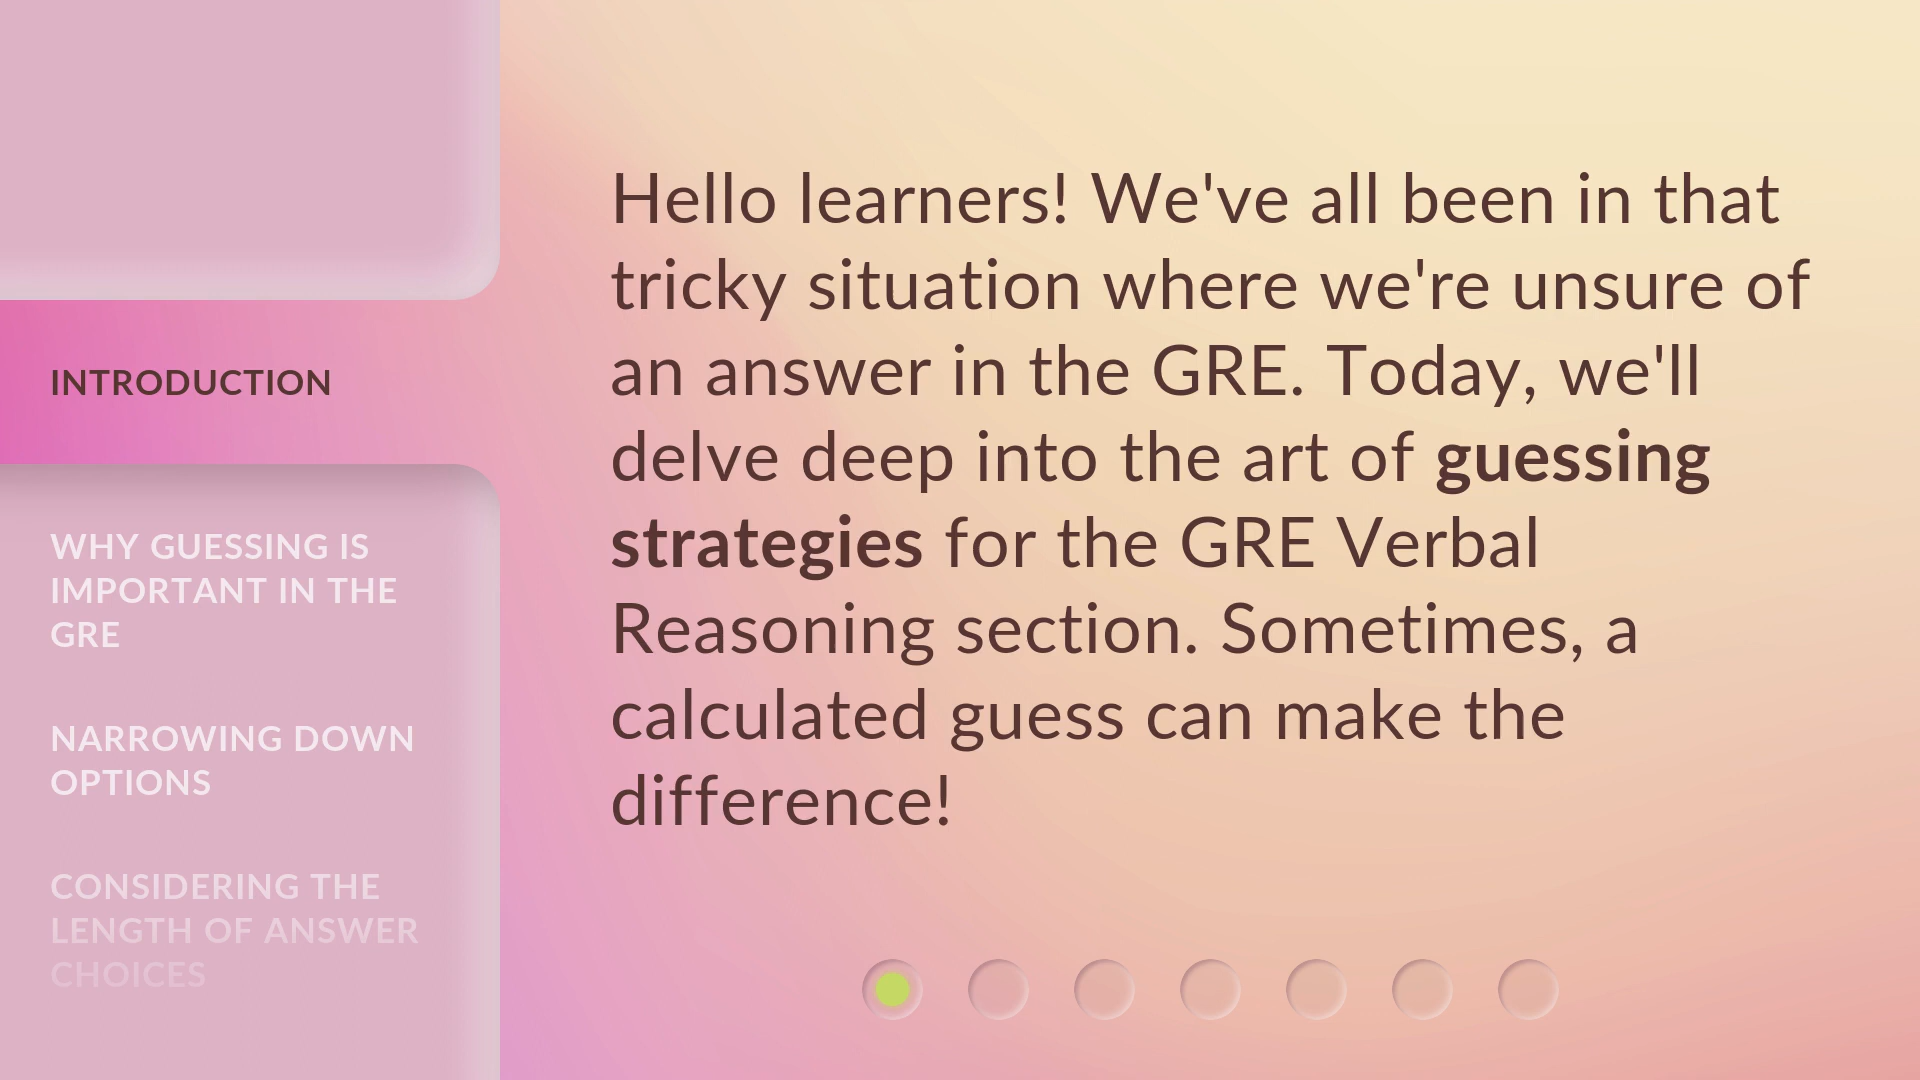 INTRODUCTION
WHY GUESSING IS
IMPORTANT IN THE
GRE
NARROWING DOWN
OPTIONS
CONSIDERING THE
LENGTH OF ANSWER
CHOICES
Hello learners! We've all been in that
tricky situation where we're unsure of
an answer in the GRE. Today, we'll
delve deep into the art of guessing
strategies for the GRE Verbal
Reasoning section. Sometimes, a
calculated guess can make the
difference!